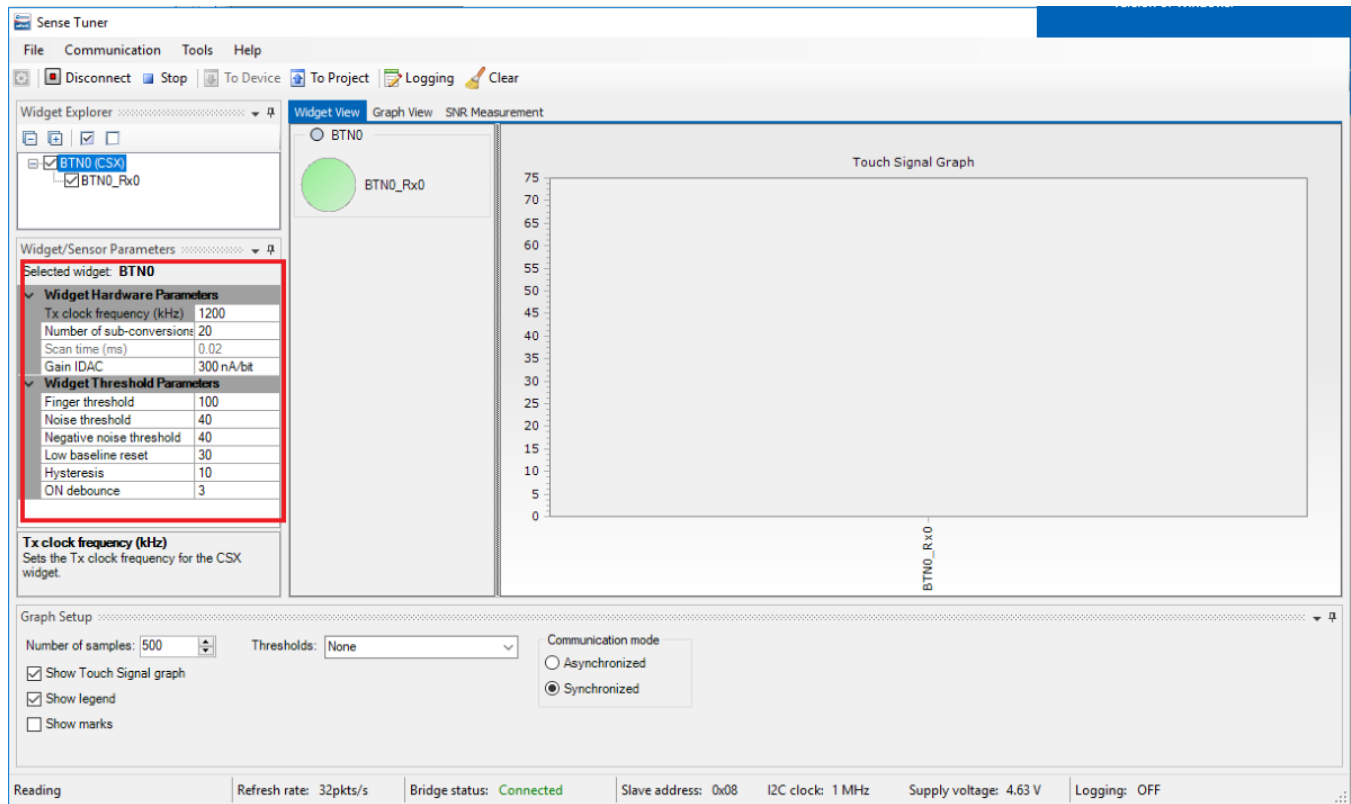 Sense Tuner
File Communication Tools Help
Disconnect Stop To Device To Project Logging Clear
Widget Explorer
BTN0 (CSX)
BTN0_Rx0
Widget/Sensor Parameters
Selected widget: BTN0
Widget Hardware Parameters
Tx clock frequency (kHz) 1200
Number of sub-conversions 20
Scan time (ms) 0.02
Gain IDAC 300 nA/bit
Widget Threshold Parameters
Finger threshold 100
Noise threshold 40
Negative noise threshold 40
Low baseline reset 30
Hysteresis 10
ON debounce 3
Tx clock frequency (kHz)
Sets the Tx clock frequency for the CSX
widget.
Widget View Graph View SNR Measurement
BTN0
BTN0_Rx0
Touch Signal Graph
75
70
65
60
55
50
45
40
35
30
25
20
15
10
5
0
BTN0_Rx0
Graph Setup
Number of samples: 500
Show Touch Signal graph
Show legend
Show marks
Thresholds: None
Communication mode
Asynchronized
Synchronized
Reading Refresh rate: 32pkts/s Bridge status: Connected Slave address: 0x08 I2C clock: 1 MHz Supply voltage: 4.63 V Logging: OFF